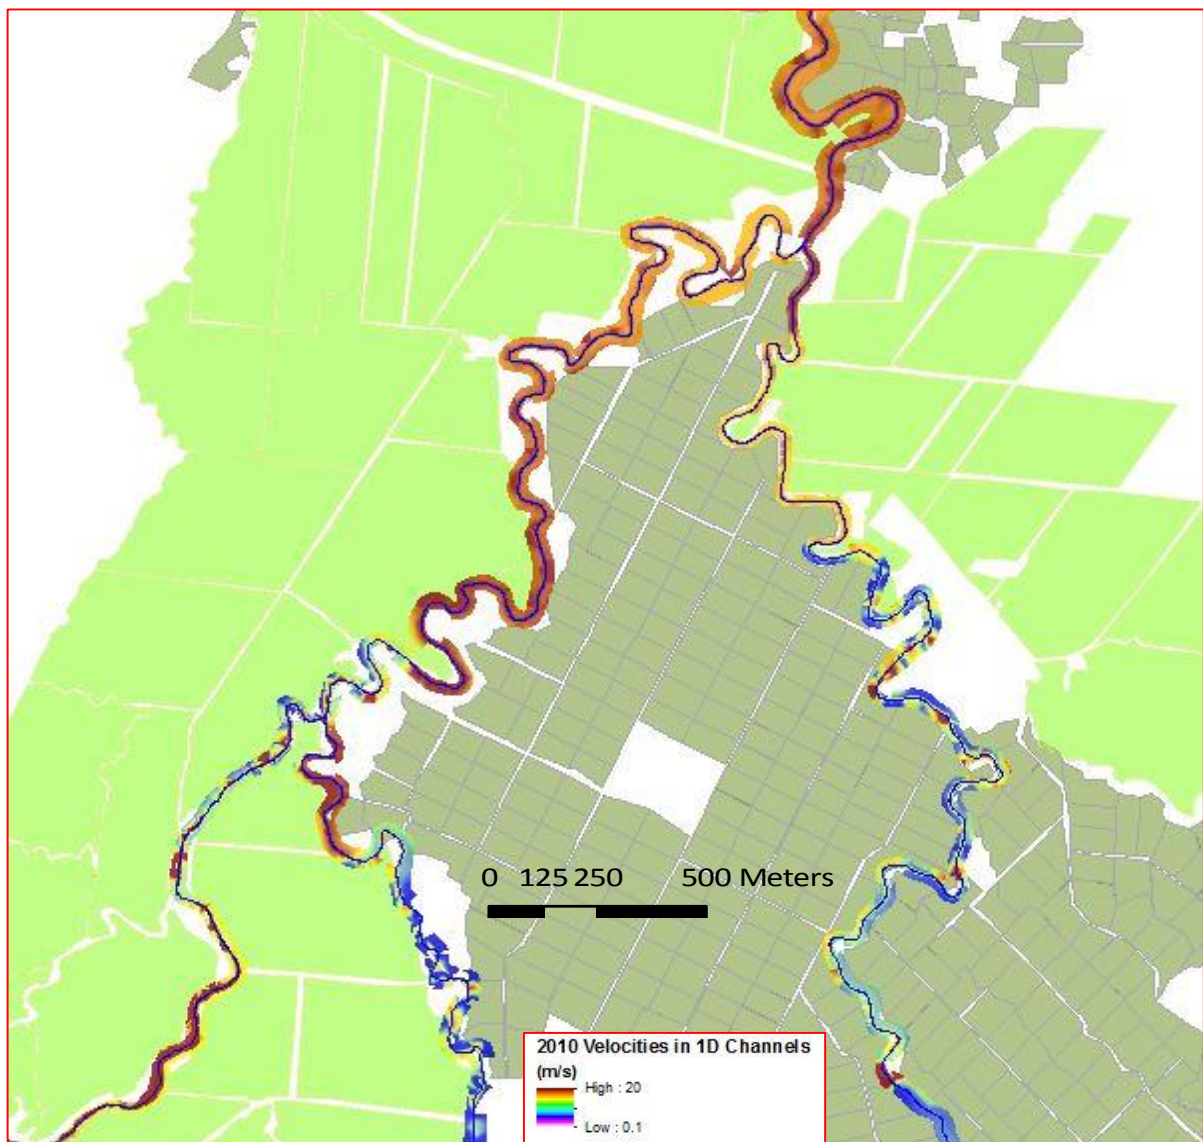 0 125 250 500 Meters
2010 Velocities in 1D Channels
(m/s)
High : 20
Low : 0.1